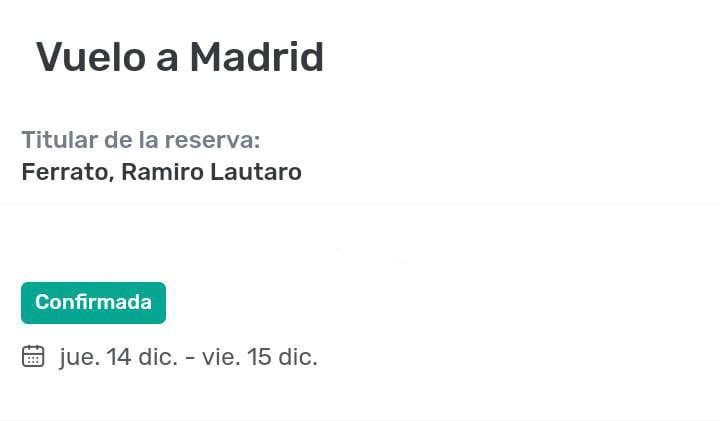 Vuelo a Madrid
Titular de la reserva:
Ferrato, Ramiro Lautaro
Confirmada
jue. 14 dic. - vie. 15 dic.